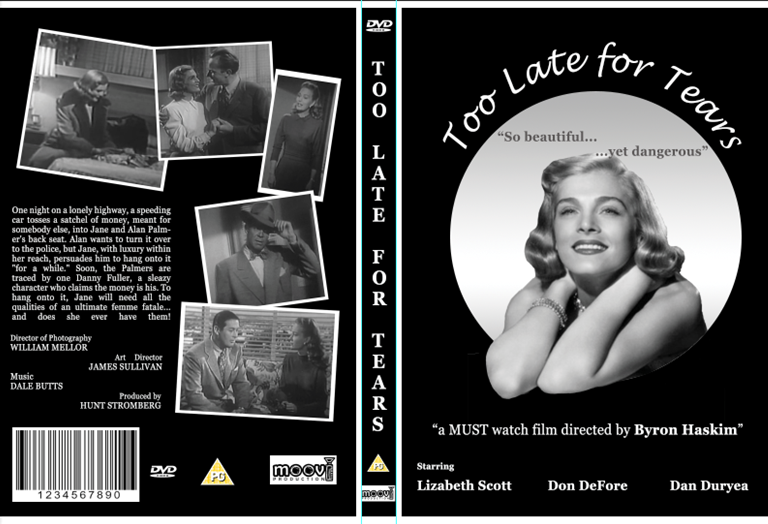 One night on a lonely highway, a speeding
car tosses a satchel of money, meant for
somebody else, into Jane and Alan Palm-
er's back seat. Alan wants to turn it over
to the police, but Jane, with luxury within
her reach, persuades him to hang onto it
"for a while." Soon, the Palmers are
traced by one Danny Fuller, a sleazy
character who claims the money is his. To
hang onto it, Jane will need all the
qualities of an ultimate femme fatale...
and does she ever have them!
Director of Photography
WILLIAM MELLOR
Art Director
JAMES SULLIVAN
Music
DALE BUTTS
Produced by
HUNT STROMBERG
1234567890
DVD
PG
moovi
PRODUCTION
DVD
TOO LATE FOR TEARS
PG
moovi
Too Late for Tears
“So beautiful...
...yet dangerous”
“a MUST watch film directed by Byron Haskim”
Starring
Lizabeth Scott Don DeFore Dan Duryea